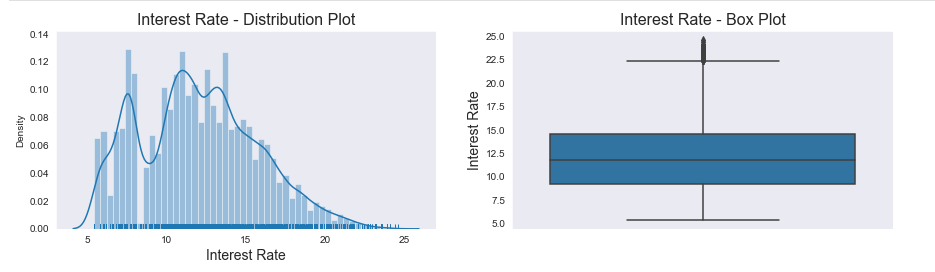 Interest Rate - Distribution Plot
0.14
0.12
0.10
0.08
0.06
0.04
0.02
0.00
Density
5 10 15 20 25
Interest Rate
Interest Rate - Box Plot
25.0
22.5
20.0
17.5
15.0
12.5
10.0
7.5
5.0
Interest Rate